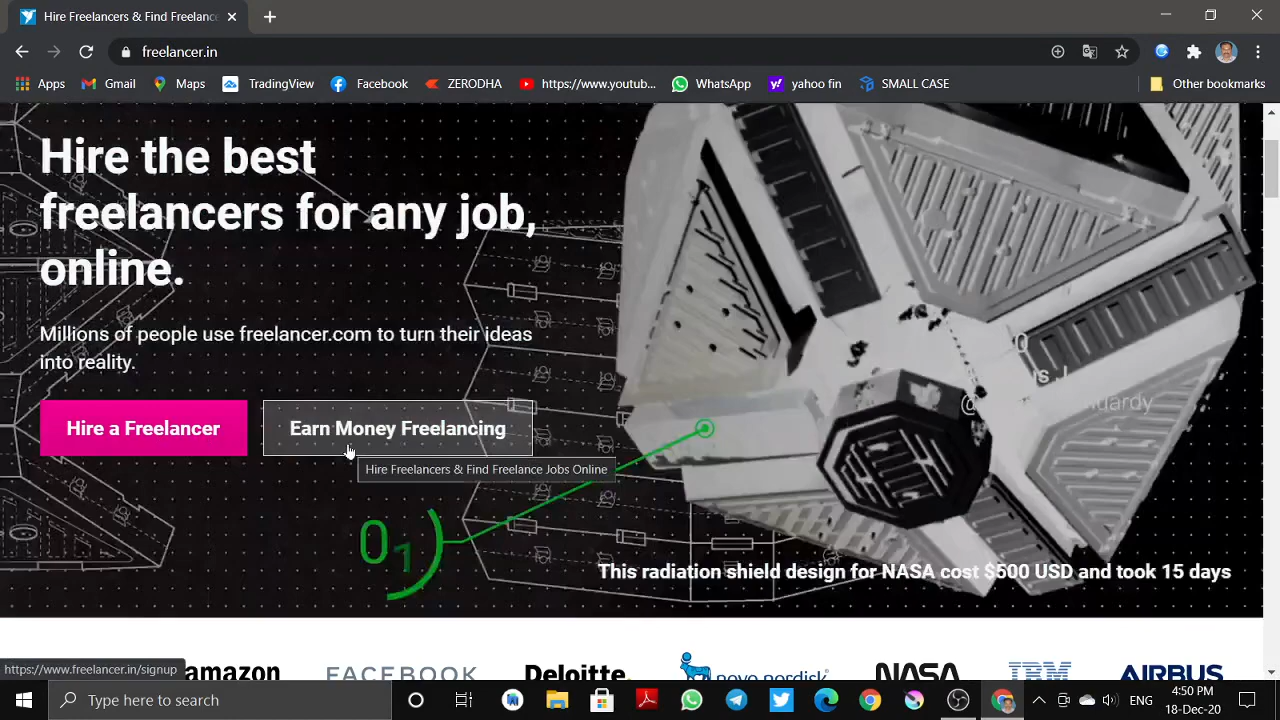 Hire Freelancers & Find Freelance
freelancer.in
Apps
Gmail
Maps
TradingView
Facebook
ZERODHA
https://www.youtub...
WhatsApp
yahoo fin
SMALL CASE
Other bookmarks
Hire the best
freelancers for any job,
online.
Millions of people use freelancer.com to turn their ideas
into reality.
Hire a Freelancer
Earn Money Freelancing
Hire Freelancers & Find Freelance Jobs Online
01
This radiation shield design for NASA cost $500 USD and took 15 days
https://www.freelancer.in/signup
amazon
FACEBOOK
Deloitte
novo nordisk
NASA
IBM
AIRBUS
Type here to search
ENG
4:50 PM
18-Dec-20